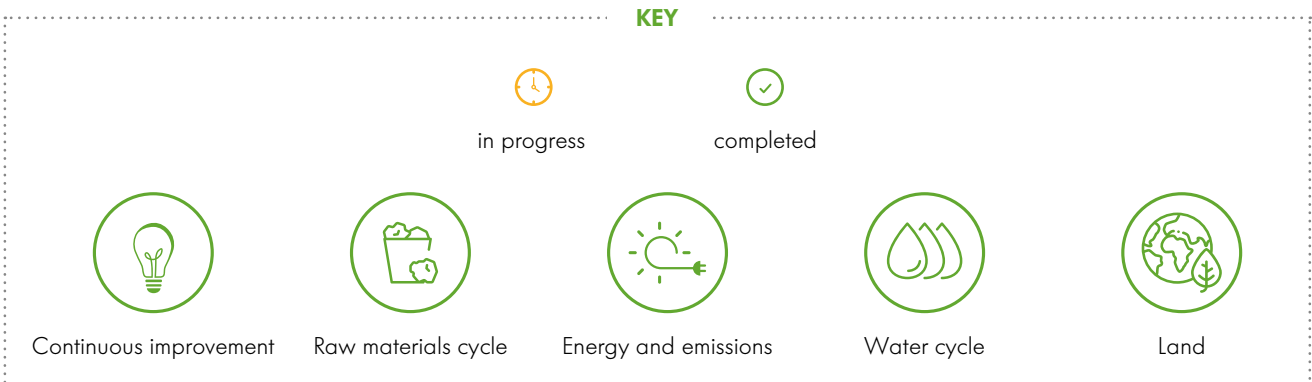 KEY
in progress
completed
Continuous improvement
Raw materials cycle
Energy and emissions
Water cycle
Land